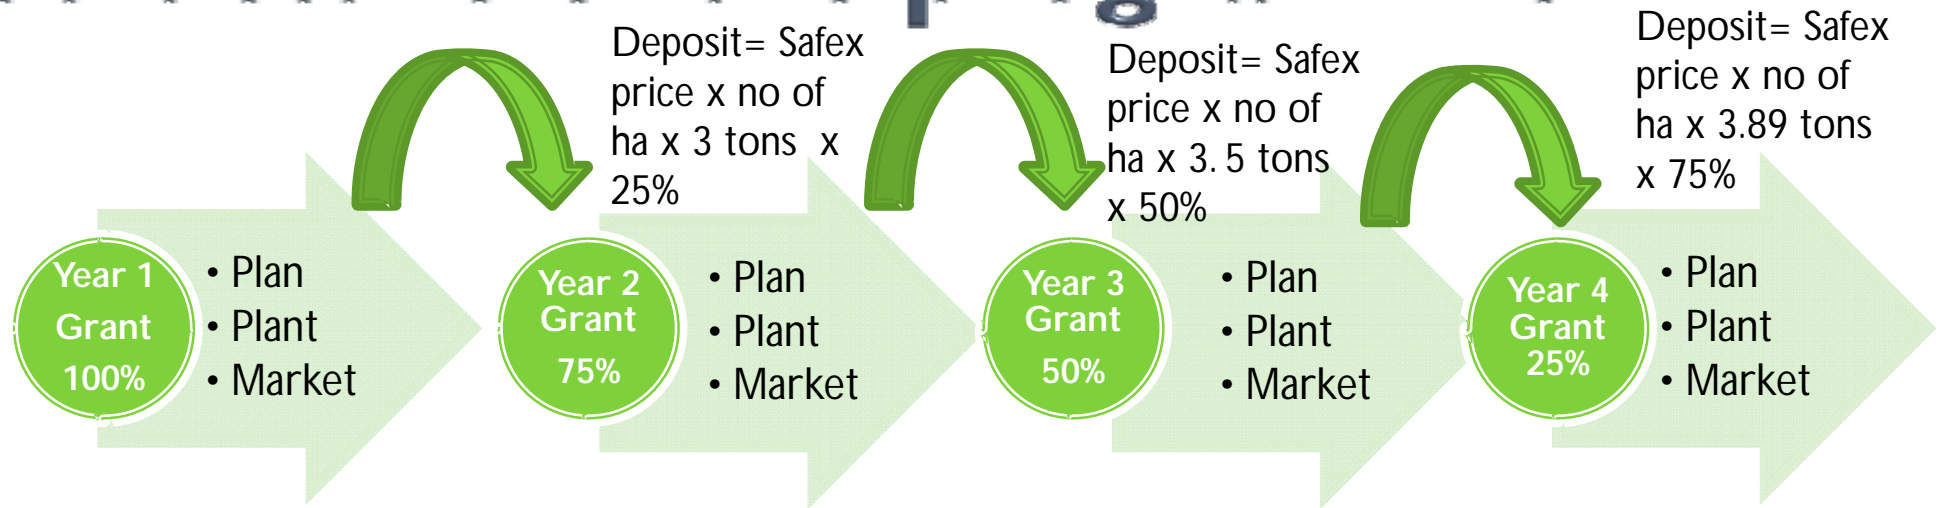 Deposit= Safex
price x no of
ha x 3 tons x
25%
Deposit= Safex
price x no of
ha x 3.5 tons
x 50%
Deposit= Safex
price x no of
ha x 3.89 tons
x 75%
Year 1
Grant
100%
• Plan
• Plant
• Market
Year 2
Grant
75%
• Plan
• Plant
• Market
Year 3
Grant
50%
• Plan
• Plant
• Market
Year 4
Grant
25%
• Plan
• Plant
• Market